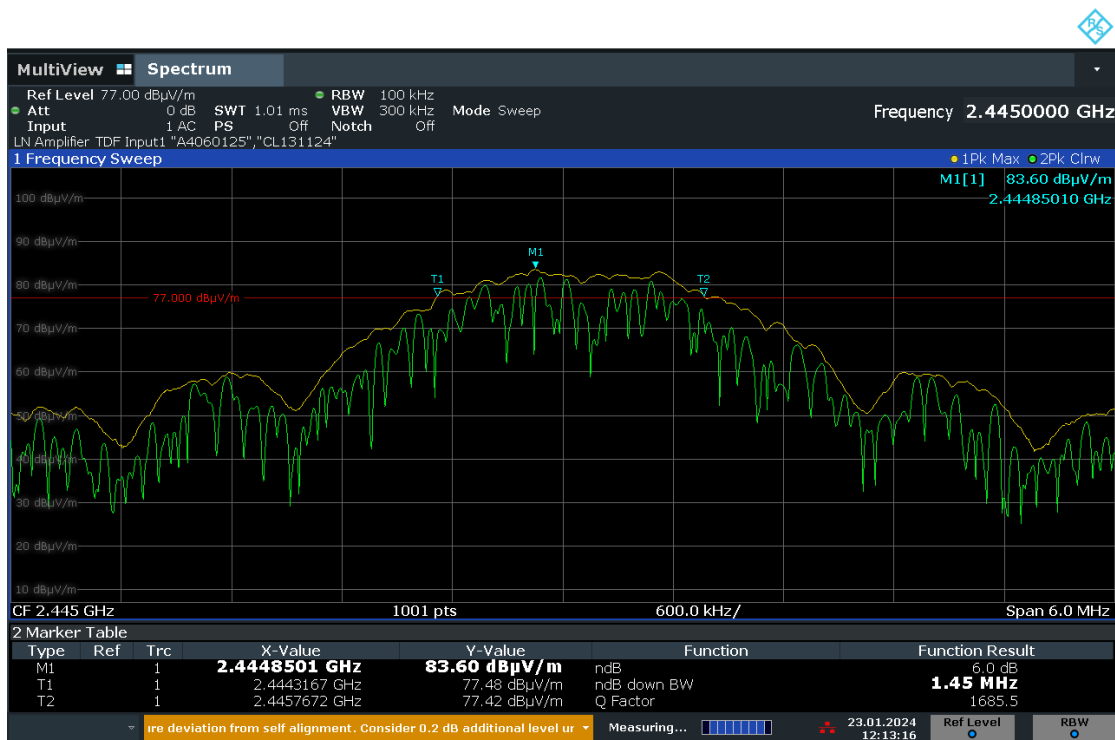 R&S
MultiView Spectrum
Ref Level 77.00 dBµV/m RBW 100 kHz
Att 0 dB SWT 1.01 ms VBW 300 kHz Mode Sweep Frequency 2.4450000 GHz
Input 1 AC PS Off Notch Off
LN Amplifier TDF Input1 "A4060125","CL131124"
1 Frequency Sweep 1Pk Max 2Pk Clrw
M1[1] 83.60 dBµV/m
2.44485010 GHz
100 dBµV/m
90 dBµV/m
M1
80 dBµV/m T1 T2
77.000 dBµV/m
70 dBµV/m
60 dBµV/m
50 dBµV/m
40 dBµV/m
30 dBµV/m
20 dBµV/m
10 dBµV/m
CF 2.445 GHz 1001 pts 600.0 kHz/ Span 6.0 MHz
2 Marker Table
Type Ref Trc X-Value Y-Value Function Function Result
M1 1 2.4448501 GHz 83.60 dBµV/m ndB 6.0 dB
T1 1 2.4443167 GHz 77.48 dBµV/m ndB down BW 1.45 MHz
T2 1 2.4457672 GHz 77.42 dBµV/m Q Factor 1685.5
ire deviation from self alignment. Consider 0.2 dB additional level ur Measuring... 23.01.2024 Ref Level RBW
12:13:16